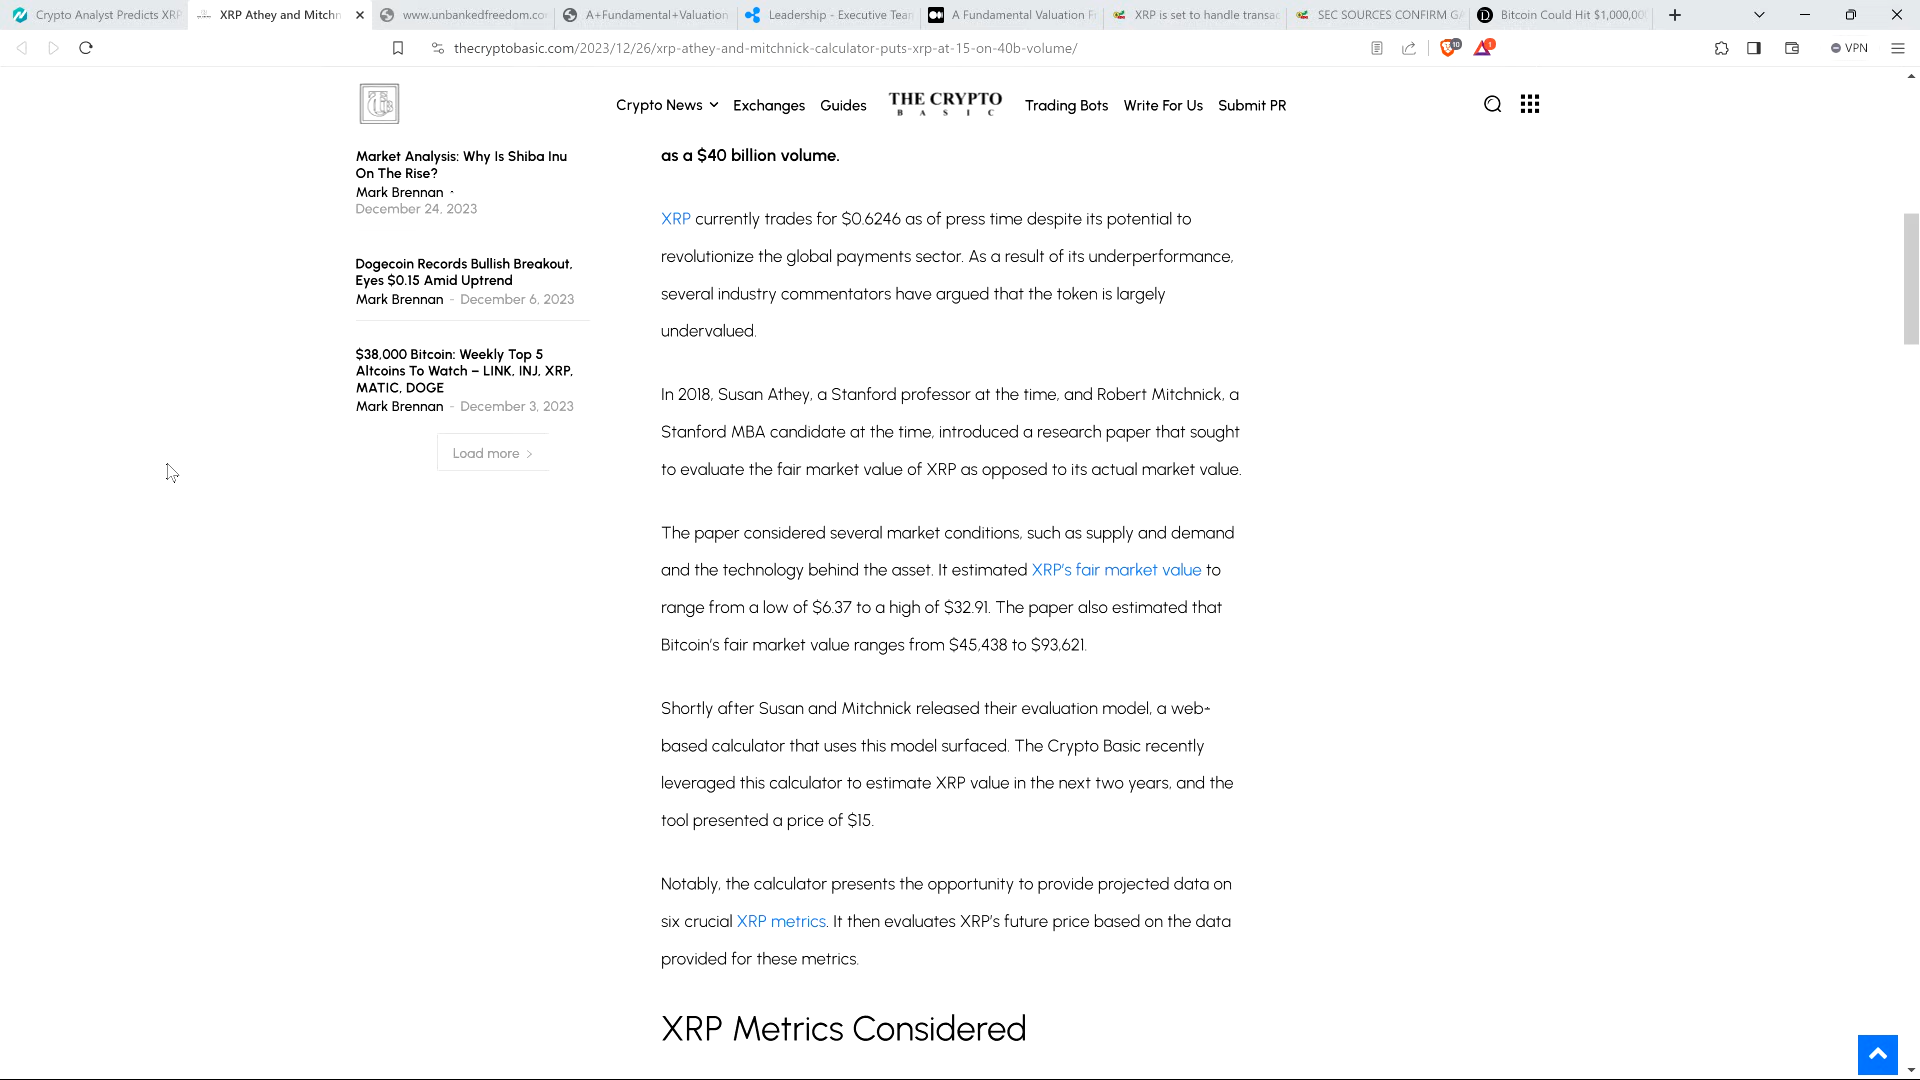 Crypto Analyst Predicts XRP
XRP Athey and Mitchn
www.unbankedfreedom.co
A+Fundamental+Valuation
Leadership - Executive Tean
A Fundamental Valuation F
XRP is set to handle transac
SEC SOURCES CONFIRM GA
Bitcoin Could Hit $1,000,000
thecryptobasic.com/2023/12/26/xrp-athey-and-mitchnick-calculator-puts-xrp-at-15-on-40b-volume/
10
1
VPN
Crypto News
Exchanges
Guides
THE CRYPTO
BASIC
Trading Bots
Write For Us
Submit PR
Market Analysis: Why Is Shiba Inu
On The Rise?
Mark Brennan -
December 24, 2023
Dogecoin Records Bullish Breakout,
Eyes $0.15 Amid Uptrend
Mark Brennan - December 6, 2023
$38,000 Bitcoin: Weekly Top 5
Altcoins To Watch – LINK, INJ, XRP,
MATIC, DOGE
Mark Brennan - December 3, 2023
Load more
as a $40 billion volume.
XRP currently trades for $0.6246 as of press time despite its potential to
revolutionize the global payments sector. As a result of its underperformance,
several industry commentators have argued that the token is largely
undervalued.
In 2018, Susan Athey, a Stanford professor at the time, and Robert Mitchnick, a
Stanford MBA candidate at the time, introduced a research paper that sought
to evaluate the fair market value of XRP as opposed to its actual market value.
The paper considered several market conditions, such as supply and demand
and the technology behind the asset. It estimated XRP's fair market value to
range from a low of $6.37 to a high of $32.91. The paper also estimated that
Bitcoin's fair market value ranges from $45,438 to $93,621.
Shortly after Susan and Mitchnick released their evaluation model, a web-
based calculator that uses this model surfaced. The Crypto Basic recently
leveraged this calculator to estimate XRP value in the next two years, and the
tool presented a price of $15.
Notably, the calculator presents the opportunity to provide projected data on
six crucial XRP metrics. It then evaluates XRP's future price based on the data
provided for these metrics.
XRP Metrics Considered